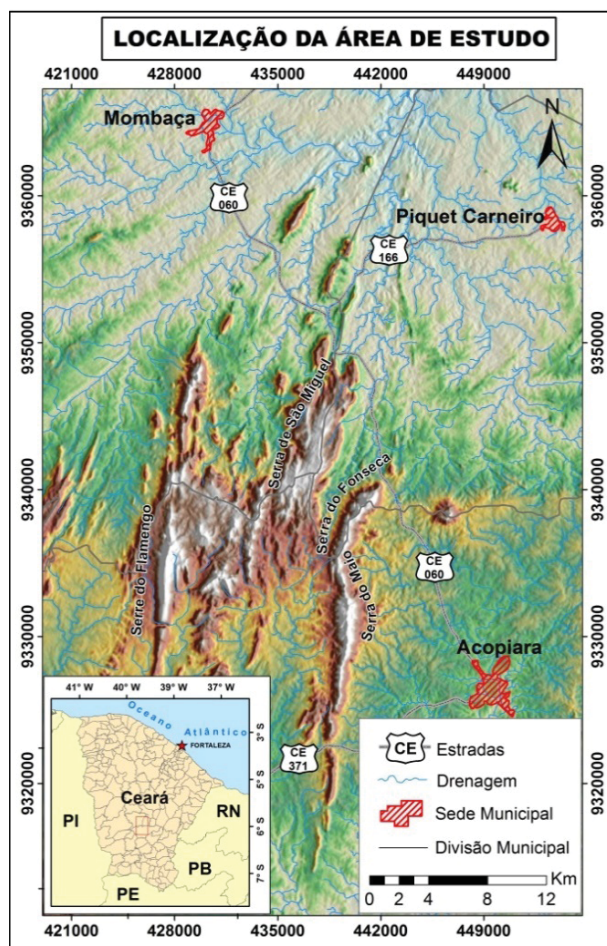 LOCALIZAÇÃO DA ÁREA DE ESTUDO
421000 428000 435000 442000 449000
Mombaça
N
CE
060
Piquet Carneiro
CE
166
9360000
9360000
9350000
9350000
Serra de São Miguel
9340000
9340000
Serra do Fonseca
Serre do Flamengo
Serra do Maio
CE
060
9330000
9330000
Acopiara
CE
371
9320000
9320000
41° W 40° W 38° W 37° W
Oceano
Atlântico
FORTALEZA
3° S
Ceará
5° S
RN
PI
6° S
PB
7° S
PE
CE Estradas
Drenagem
Sede Municipal
Divisão Municipal
Km
0 2 4 8 12
421000 428000 435000 442000 449000